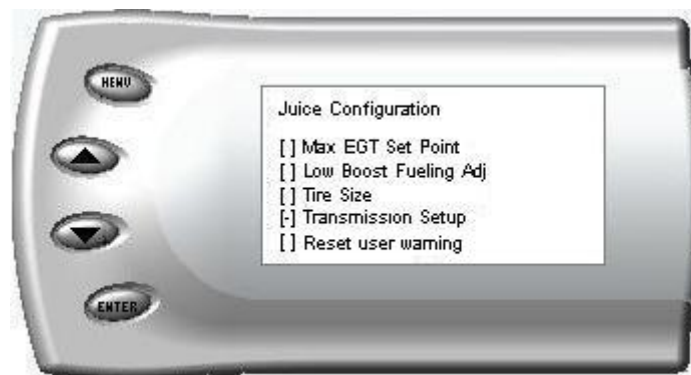 MENU
Juice Configuration
[ ] Max EGT Set Point
[ ] Low Boost Fueling Adj
[ ] Tire Size
[-] Transmission Setup
[ ] Reset user warning
ENTER